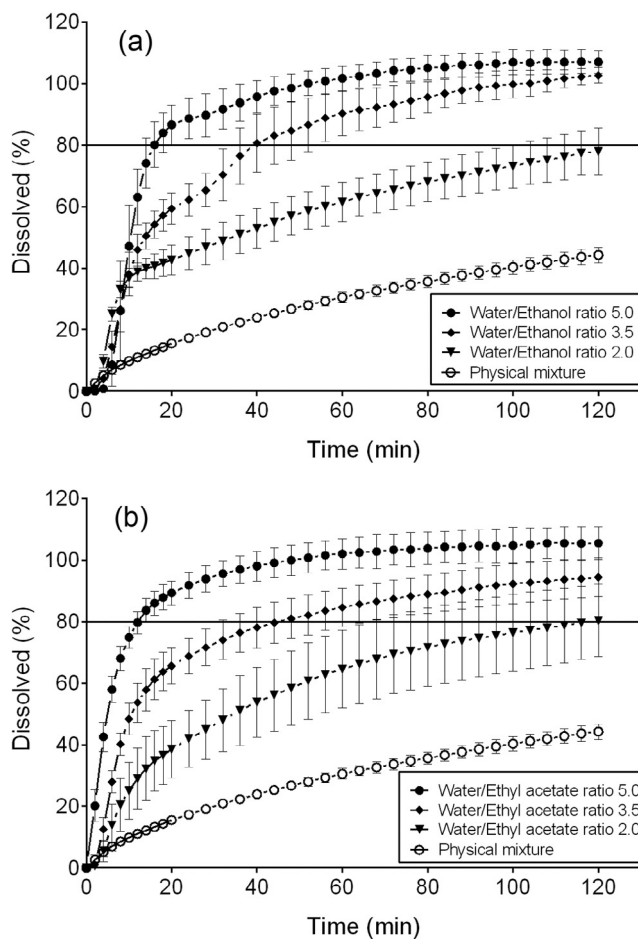 (a)
120
100
80
60
40
20
0
Dissolved (%)
Water/Ethanol ratio 5.0
Water/Ethanol ratio 3.5
Water/Ethanol ratio 2.0
Physical mixture
0 20 40 60 80 100 120
Time (min)
(b)
120
100
80
60
40
20
0
Dissolved (%)
Water/Ethyl acetate ratio 5.0
Water/Ethyl acetate ratio 3.5
Water/Ethyl acetate ratio 2.0
Physical mixture
0 20 40 60 80 100 120
Time (min)